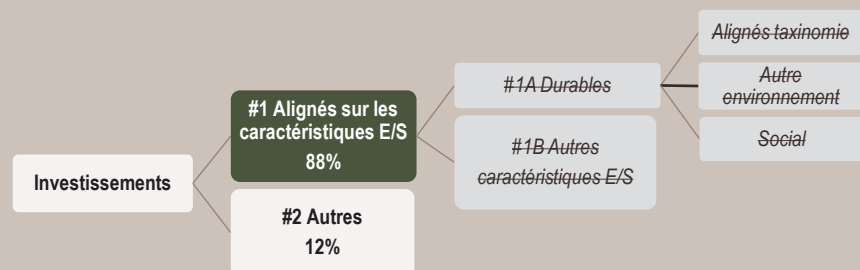 Investissements
#1 Alignés sur les
caractéristiques E/S
88%
#2 Autres
12%
#1A Durables
#1B Autres
caractéristiques E/S
Alignés taxinomie
Autre
environnement
Social